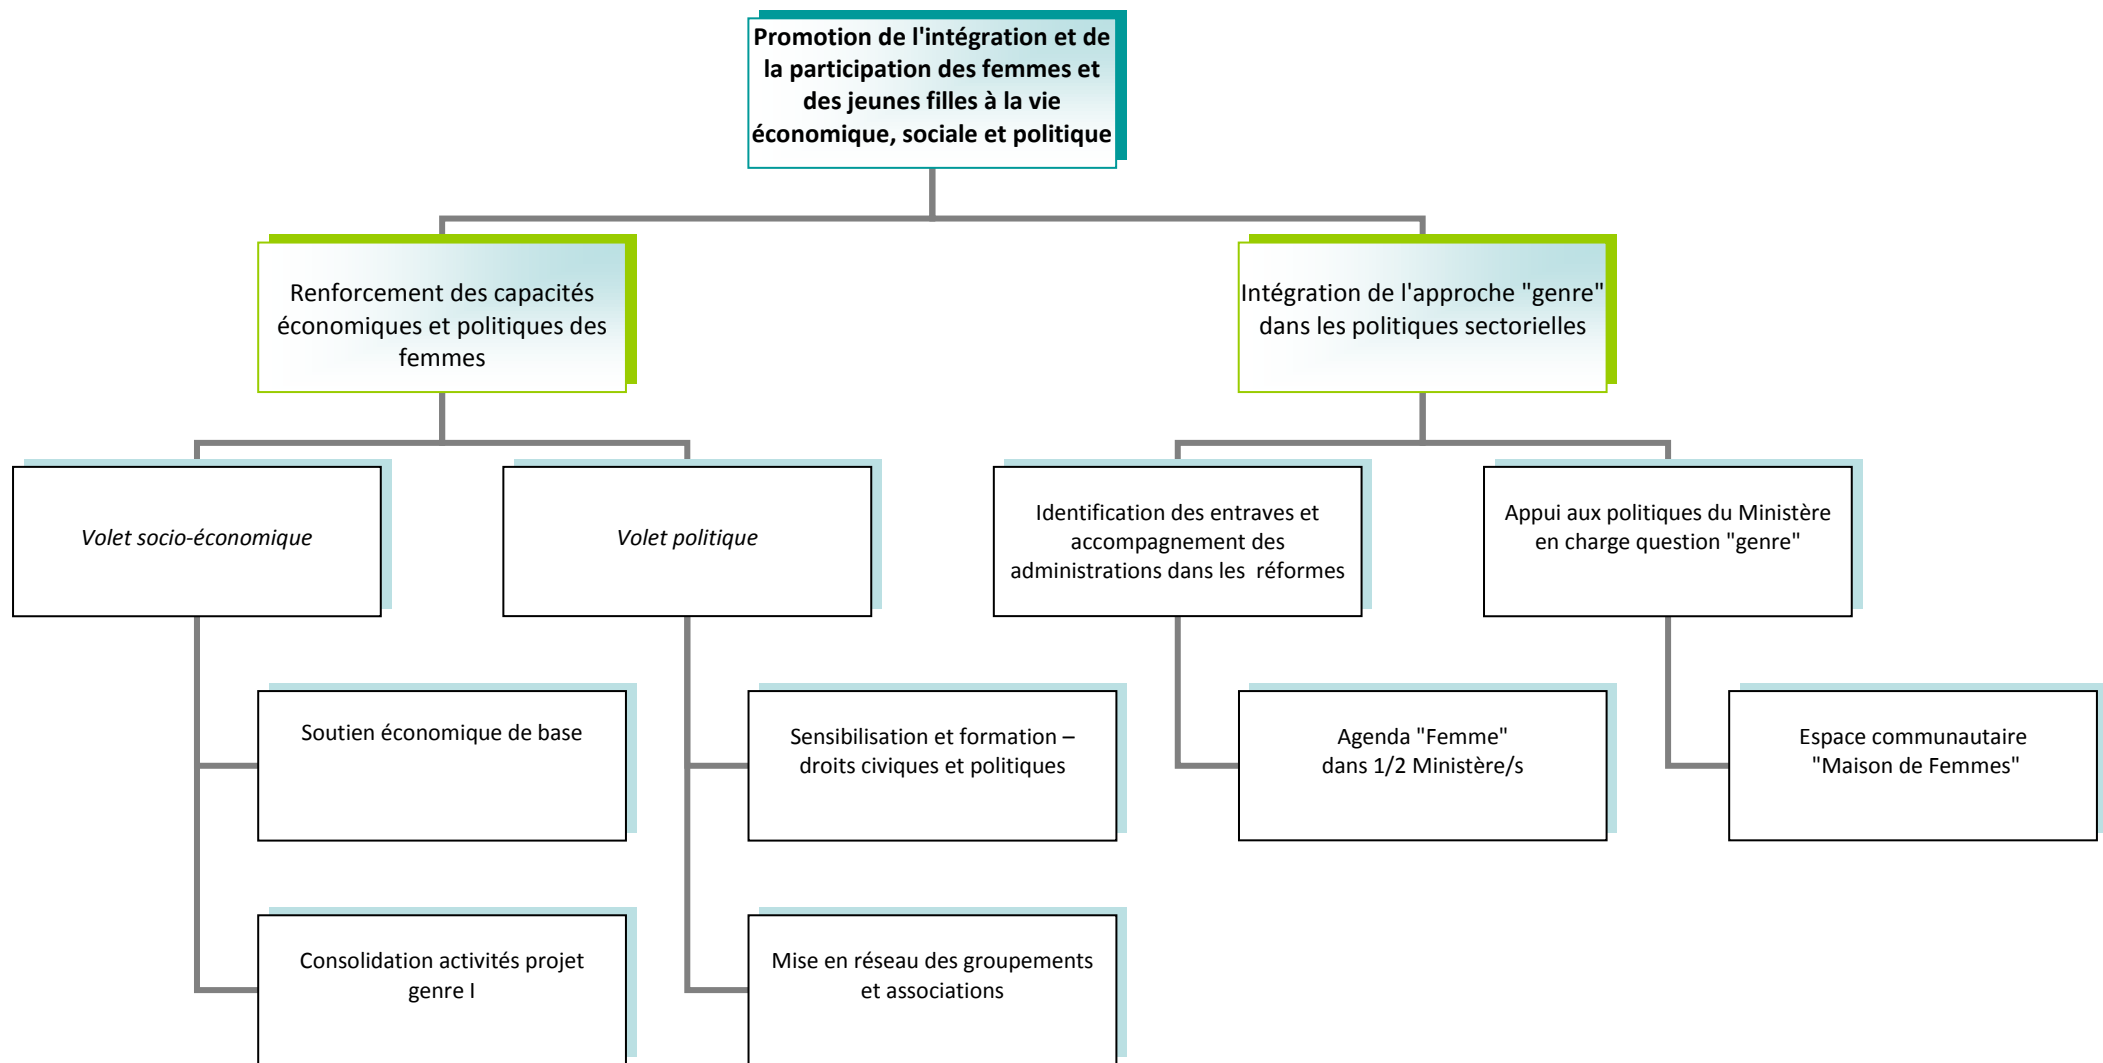 Promotion de l'intégration et de
la participation des femmes et
des jeunes filles à la vie
économique, sociale et politique
Renforcement des capacités
économiques et politiques des
femmes
Intégration de l'approche "genre"
dans les politiques sectorielles
Volet socio-économique
Volet politique
Identification des entraves et
accompagnement des
administrations dans les  réformes
Appui aux politiques du Ministère
en charge question "genre"
Soutien économique de base
Sensibilisation et formation –
droits civiques et politiques
Agenda "Femme"
dans 1/2 Ministère/s
Espace communautaire
"Maison de Femmes"
Consolidation activités projet
genre I
Mise en réseau des groupements
et associations